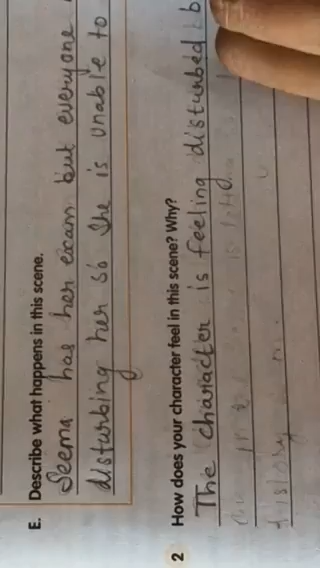 E. Describe what happens in this scene.
Seema has her exam but everyone
disturbing her so she is unable to
2 How does your character feel in this scene? Why?
The character is feeling disturbed b
history